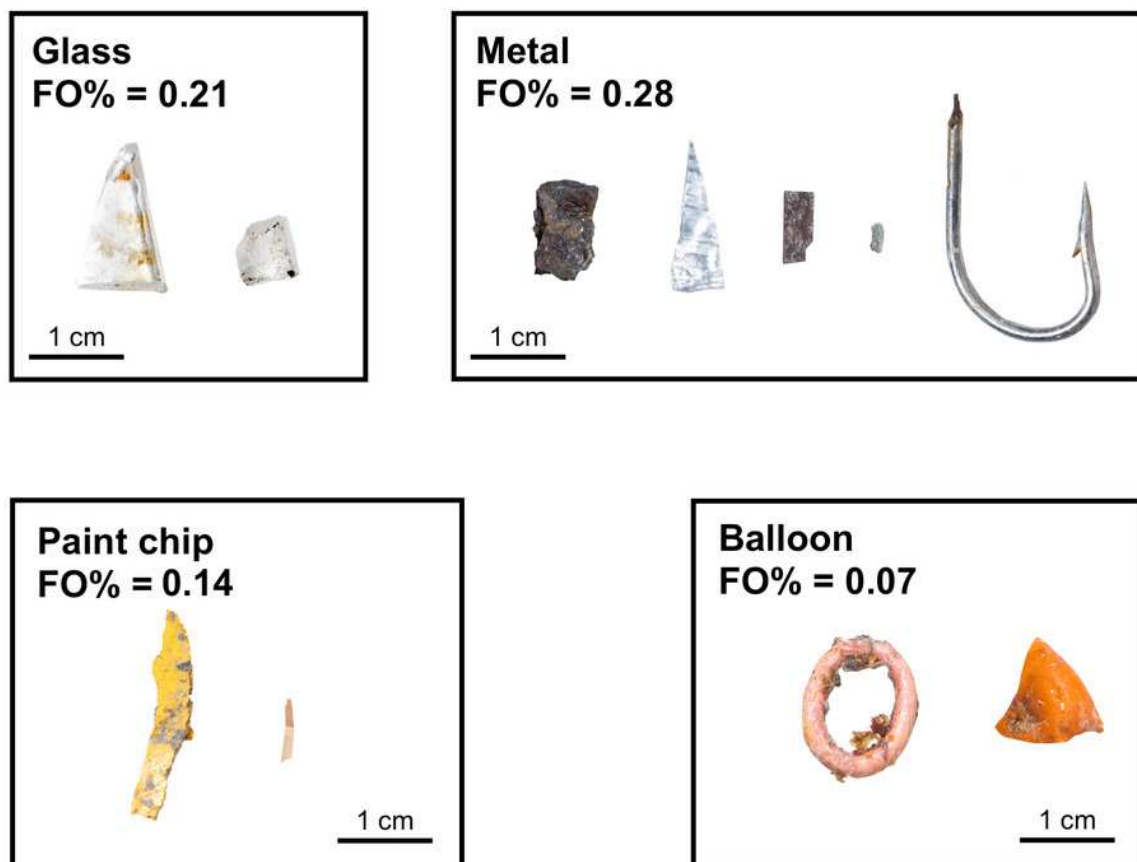 Glass
FO% = 0.21
1 cm
Metal
FO% = 0.28
1 cm
Paint chip
FO% = 0.14
1 cm
Balloon
FO% = 0.07
1 cm